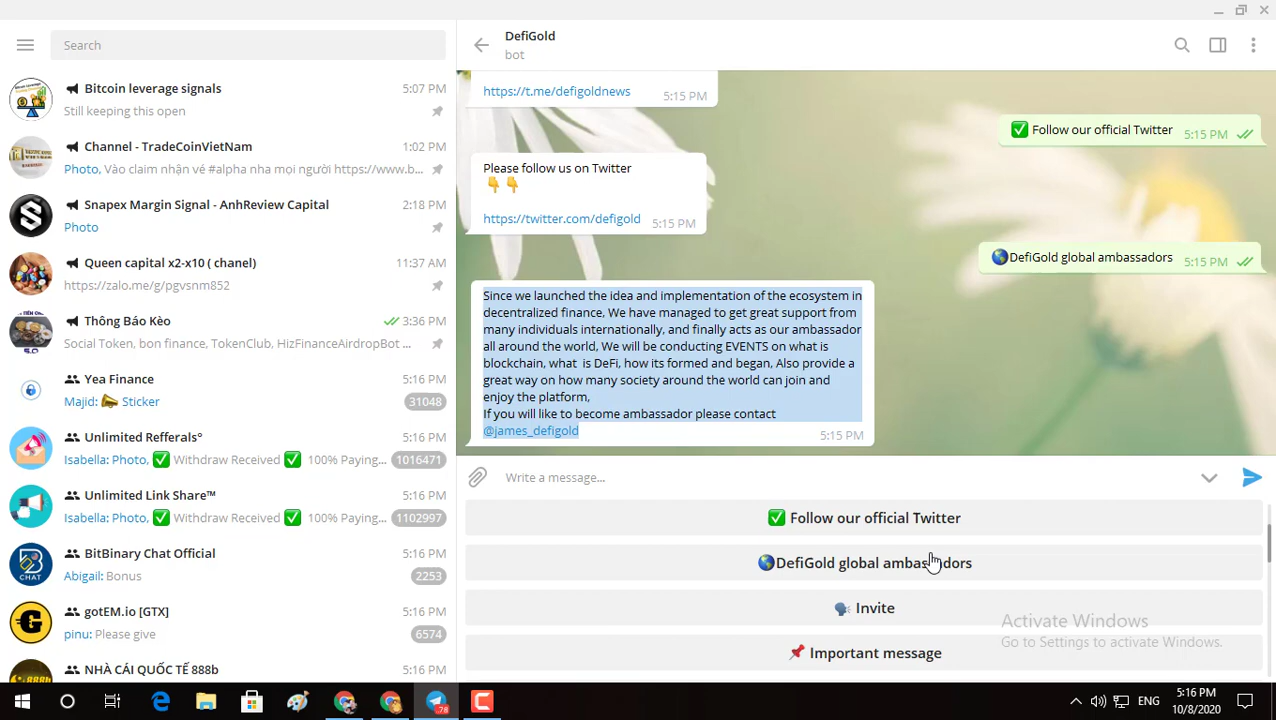 Search
Bitcoin leverage signals
5:07 PM
Still keeping this open
Channel - TradeCoinVietNam
1:02 PM
Photo, Vào claim nhận vé #alpha nha mọi người https://www.b...
Snapex Margin Signal - AnhReview Capital
2:18 PM
Photo
Queen capital x2-x10 ( chanel)
11:37 AM
https://zalo.me/g/pgvsnm852
Thông Báo Kèo
3:36 PM
Social Token, bon finance, TokenClub, HizFinanceAirdropBot ...
Yea Finance
5:16 PM
Majid: Sticker
31048
Unlimited Refferals°
5:16 PM
Isabella: Photo, ✅ Withdraw Received ✅ 100% Paying...
1016471
Unlimited Link Share™
5:16 PM
Isabella: Photo, ✅ Withdraw Received ✅ 100% Paying...
1102997
BitBinary Chat Official
5:16 PM
CHAT
Abigail: Bonus
2253
gotEM.io [GTX]
5:16 PM
pinu: Please give
6574
NHÀ CÁI QUỐC TẾ 888b
5:16 PM
DefiGold
bot
https://t.me/defigoldnews
5:15 PM
✅ Follow our official Twitter
5:15 PM
Please follow us on Twitter
👇 👇
https://twitter.com/defigold
5:15 PM
🌎DefiGold global ambassadors
5:15 PM
Since we launched the idea and implementation of the ecosystem in
decentralized finance, We have managed to get great support from
many individuals internationally, and finally acts as our ambassador
all around the world, We will be conducting EVENTS on what is
blockchain, what  is DeFi, how its formed and began, Also provide a
great way on how many society around the world can join and
enjoy the platform,
If you will like to become ambassador please contact
@james_defigold
5:15 PM
Write a message...
✅ Follow our official Twitter
🌎DefiGold global ambassadors
🗣 Invite
📌 Important message
Activate Windows
Go to Settings to activate Windows.
78
ENG
5:16 PM
10/8/2020